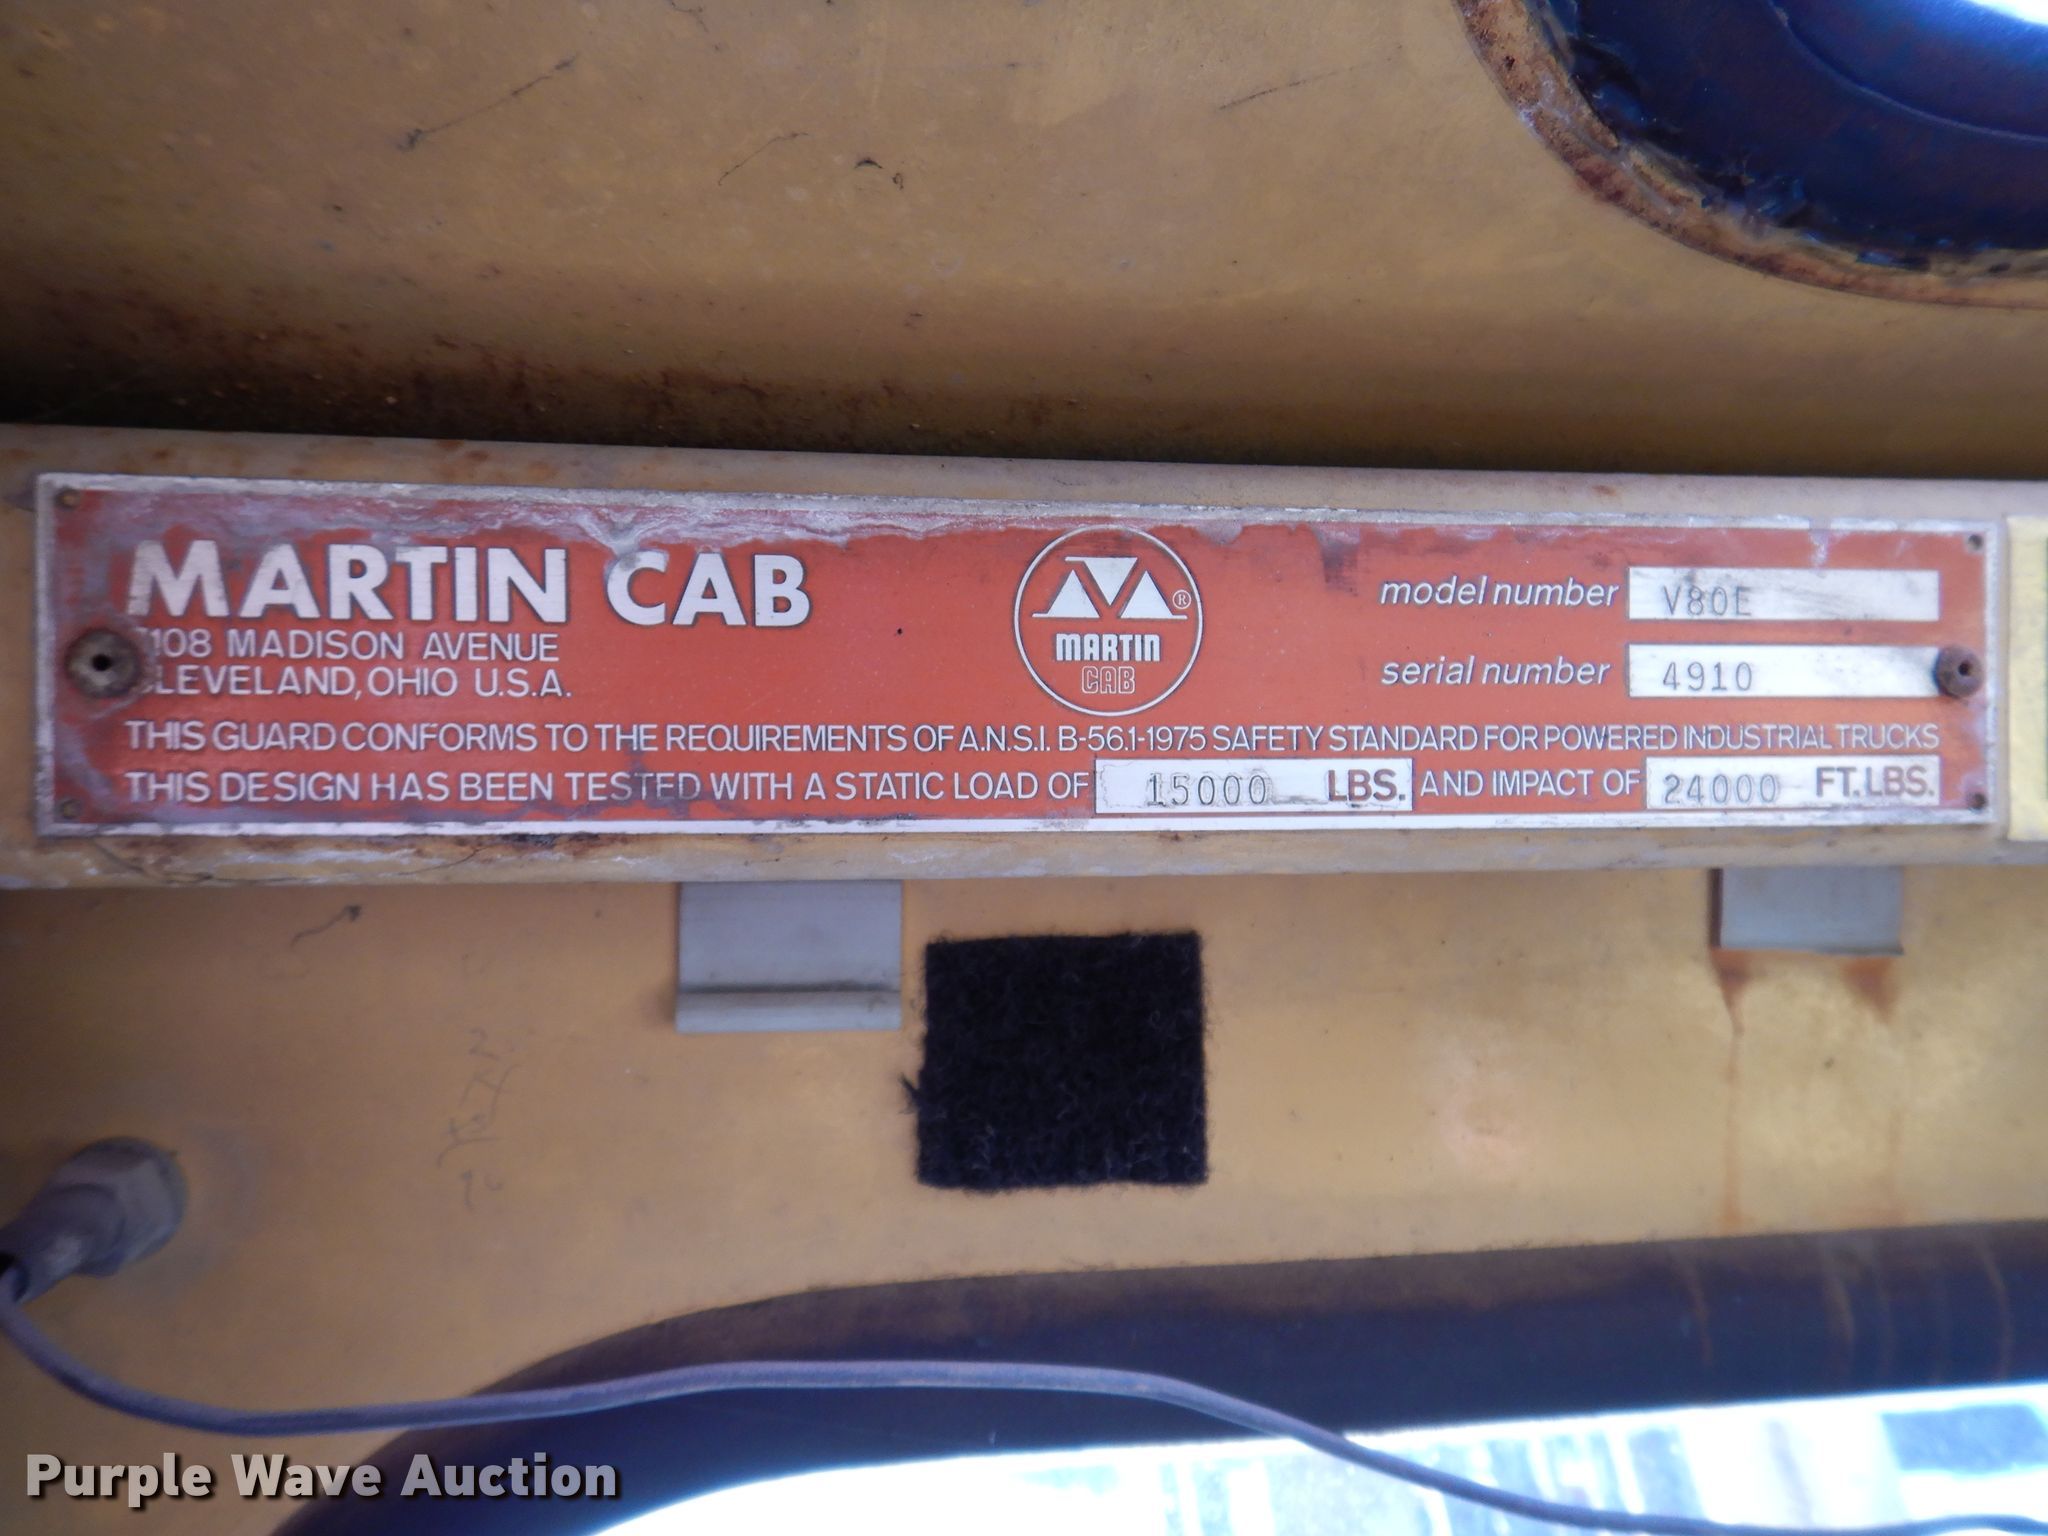 MARTIN CAB
108 MADISON AVENUE
CLEVELAND, OHIO U.S.A.
MARTIN
CAB
®
model number V80E
serial number 4910
THIS GUARD CONFORMS TO THE REQUIREMENTS OF A.N.S.I. B-56.1-1975 SAFETY STANDARD FOR POWERED INDUSTRIAL TRUCKS
THIS DESIGN HAS BEEN TESTED WITH A STATIC LOAD OF 15000 LBS. AND IMPACT OF 24000 FT. LBS.
Purple Wave Auction